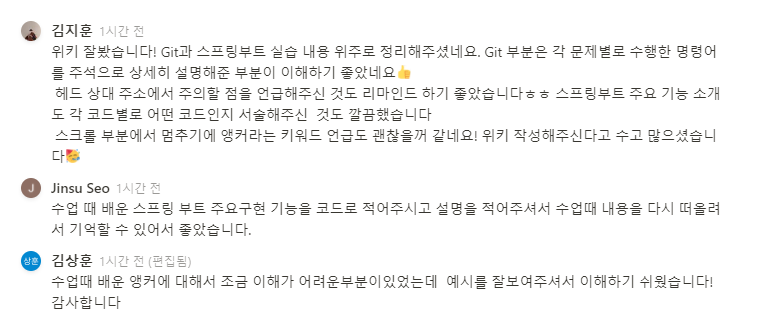 김지훈 1시간 전
위키 잘봤습니다! Git과 스프링부트 실습 내용 위주로 정리해주셨네요. Git 부분은 각 문제별로 수행한 명령어
를 주석으로 상세히 설명해준 부분이 이해하기 좋았네요👍
헤드 상대 주소에서 주의할 점을 언급해주신 것도 리마인드 하기 좋았습니다ㅎㅎ 스프링부트 주요 기능 소개
도 각 코드별로 어떤 코드인지 서술해주신 것도 깔끔했습니다
스크롤 부분에서 멈추기에 앵커라는 키워드 언급도 괜찮을꺼 같네요! 위키 작성해주신다고 수고 많으셨습니
다🥳
J Jinsu Seo 1시간 전
수업 때 배운 스프링 부트 주요구현 기능을 코드로 적어주시고 설명을 적어주셔서 수업때 내용을 다시 떠올려
서 기억할 수 있어서 좋았습니다.
상훈 김상훈 1시간 전 (편집됨)
수업때 배운 앵커에 대해서 조금 이해가 어려운부분이있었는데 예시를 잘보여주셔서 이해하기 쉬웠습니다!
감사합니다